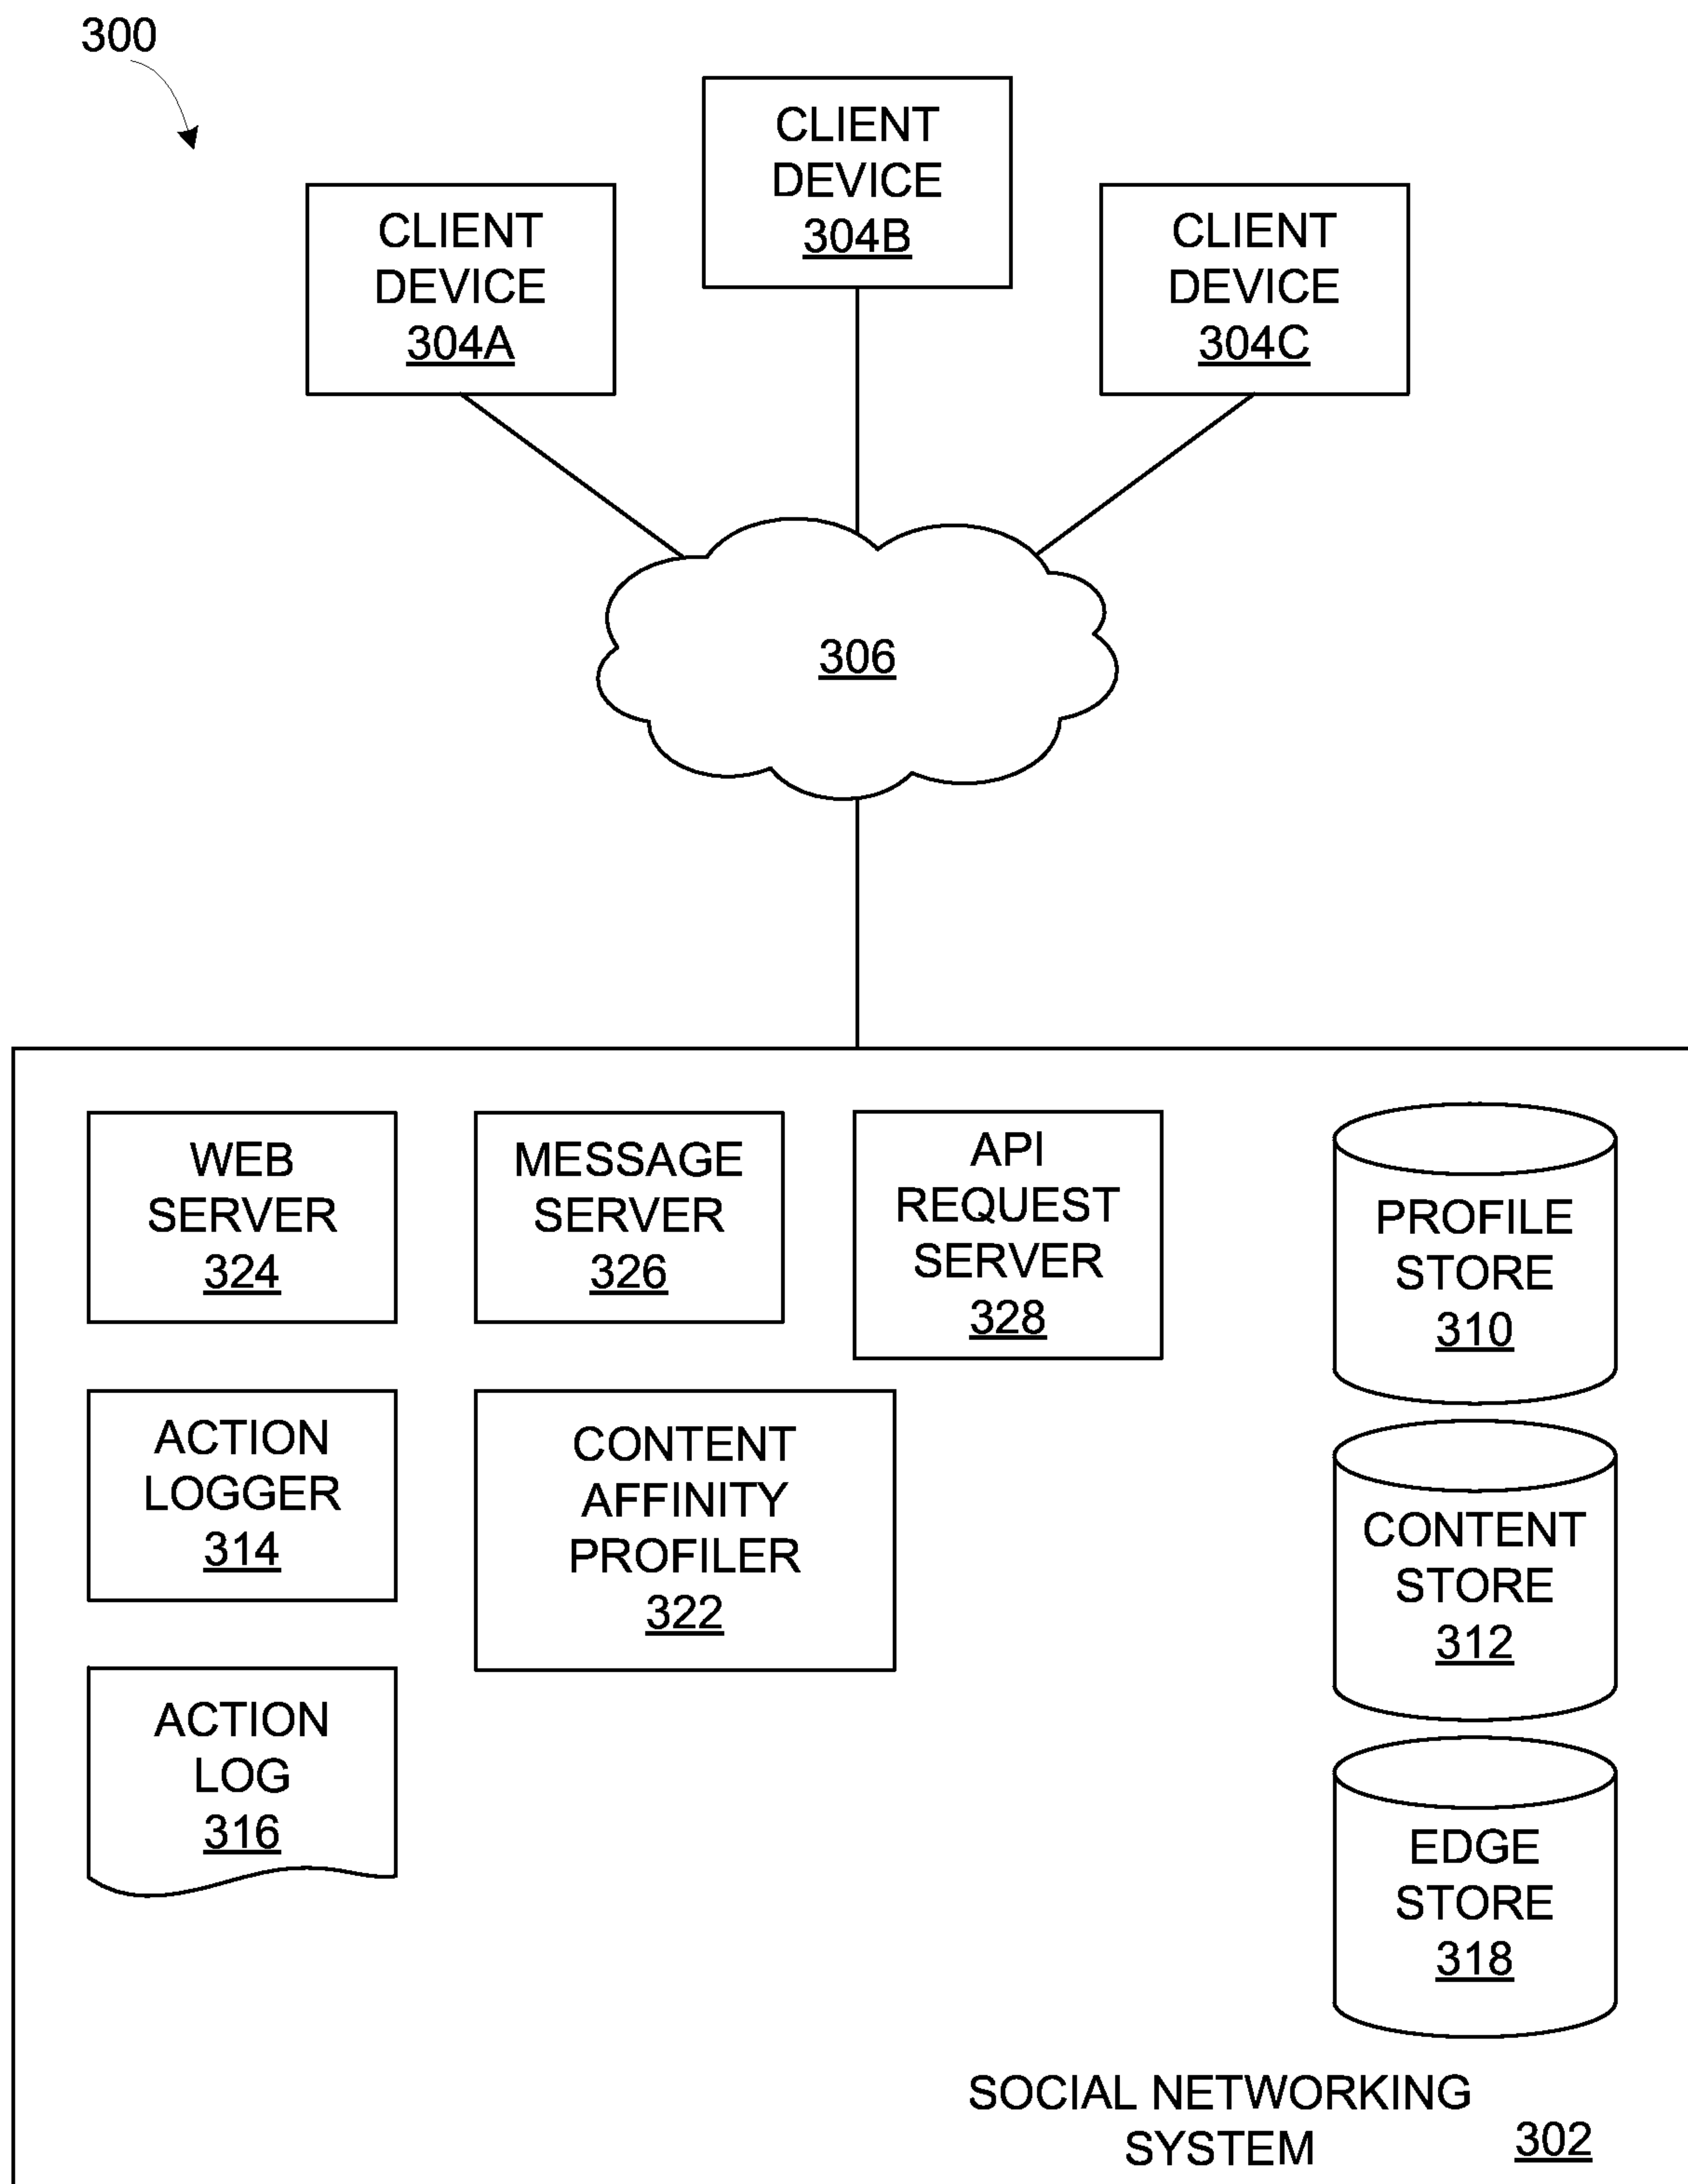 300
CLIENT
DEVICE
304A
CLIENT
DEVICE
304B
CLIENT
DEVICE
304C
306
WEB
SERVER
324
MESSAGE
SERVER
326
API
REQUEST
SERVER
328
PROFILE
STORE
310
ACTION
LOGGER
314
CONTENT
AFFINITY
PROFILER
322
CONTENT
STORE
312
ACTION
LOG
316
EDGE
STORE
318
SOCIAL NETWORKING
SYSTEM
302